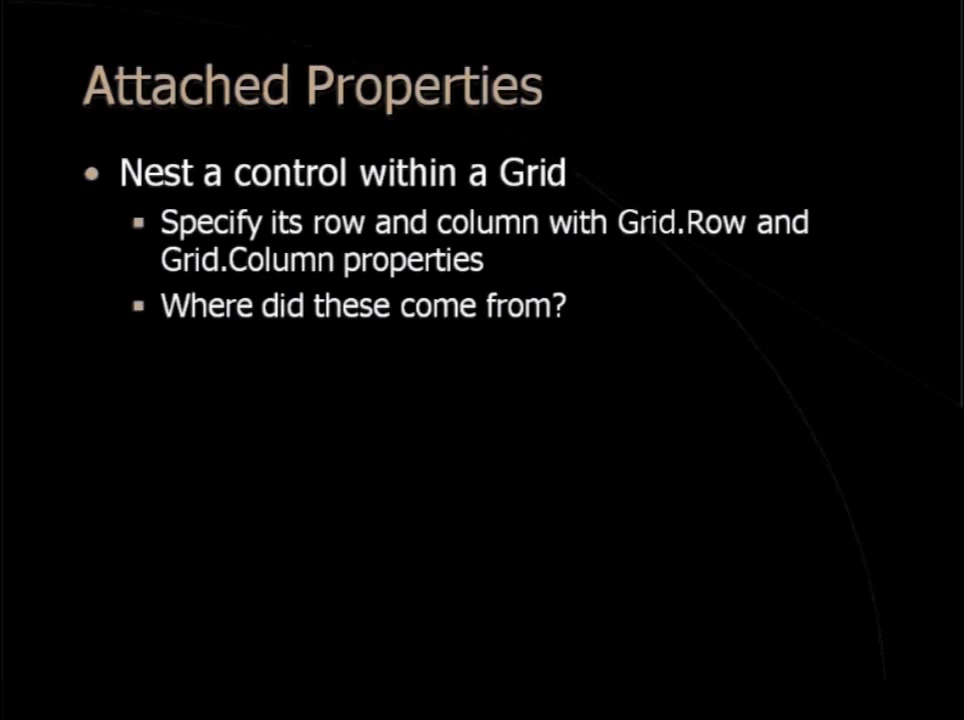 Attached Properties
Nest a control within a Grid
Specify its row and column with Grid.Row and
Grid.Column properties
Where did these come from?